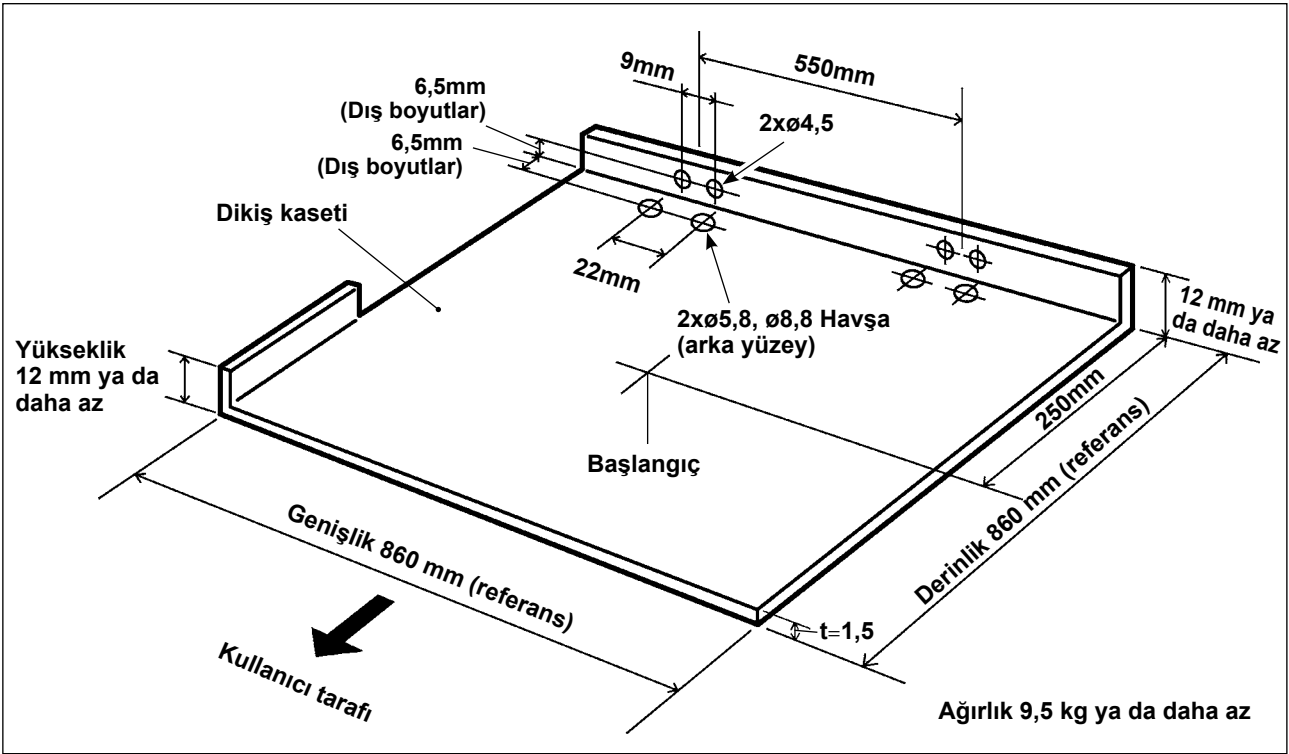 9mm
550mm
6,5mm
(Dış boyutlar)
6,5mm
(Dış boyutlar)
2xø4,5
Dikiş kaseti
22mm
2xø5,8, ø8,8 Havşa
(arka yüzey)
12 mm ya
da daha az
Yükseklik
12 mm ya da
daha az
250mm
Başlangıç
Genişlik 860 mm (referans)
Derinlik 860 mm (referans)
t=1,5
Kullanıcı tarafı
Ağırlık 9,5 kg ya da daha az